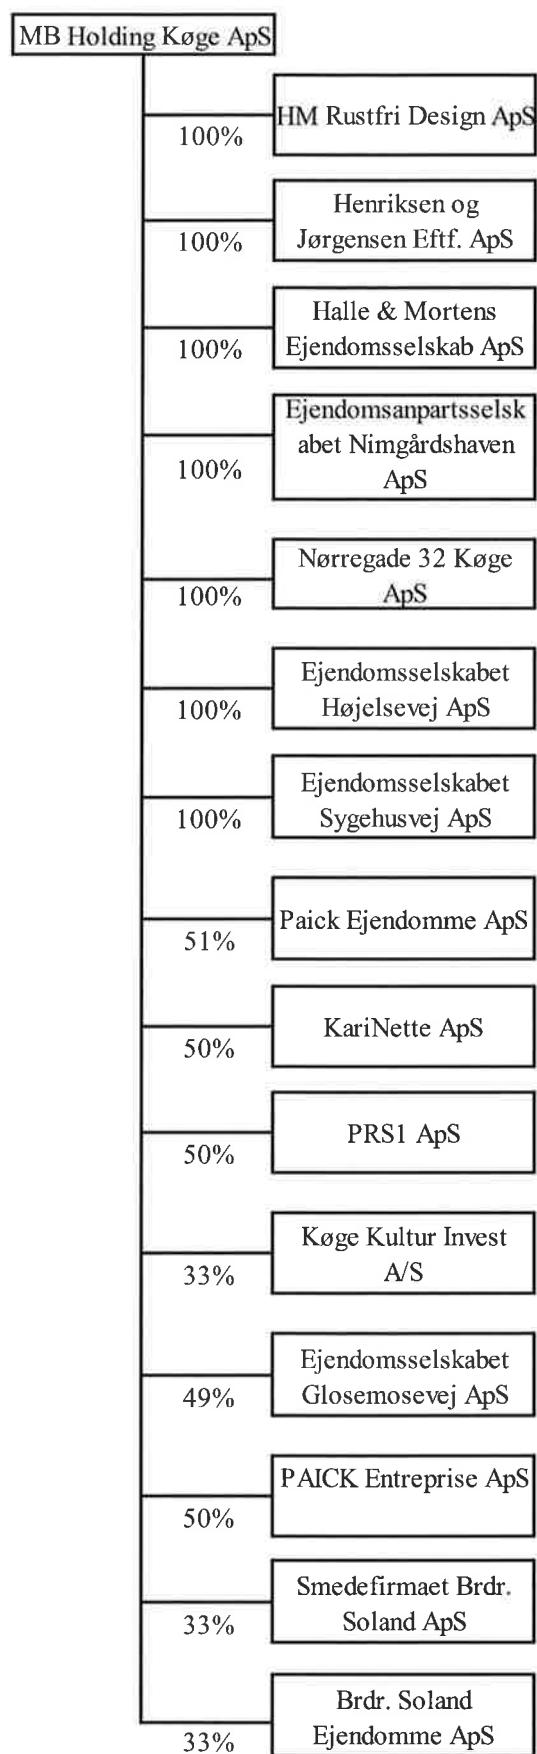 MB Holding Køge ApS
HM Rustfri Design ApS
100%
Henriksen og
Jørgensen Eftf. ApS
100%
Halle & Mortens
Ejendomsselskab ApS
100%
Ejendomsanpartsselsk
abet Nimgårdshaven
ApS
100%
Nørregade 32 Køge
ApS
100%
Ejendomsselskabet
Højelsevej ApS
100%
Ejendomsselskabet
Sygehusvej ApS
100%
Paick Ejendomme ApS
51%
KariNette ApS
50%
PRS1 ApS
50%
Køge Kultur Invest
A/S
33%
Ejendomsselskabet
Glosemosevej ApS
49%
PAICK Entreprise ApS
50%
Smedefirmaet Brdr.
Soland ApS
33%
Brdr. Soland
Ejendomme ApS
33%